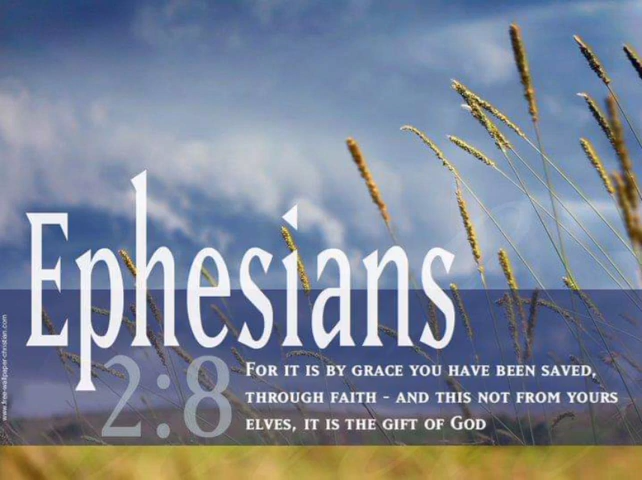 Ephesians
2:8
For it is by grace you have been saved,
through faith - and this not from yours
elves, it is the gift of God
www.free-wallpaper-christian.com